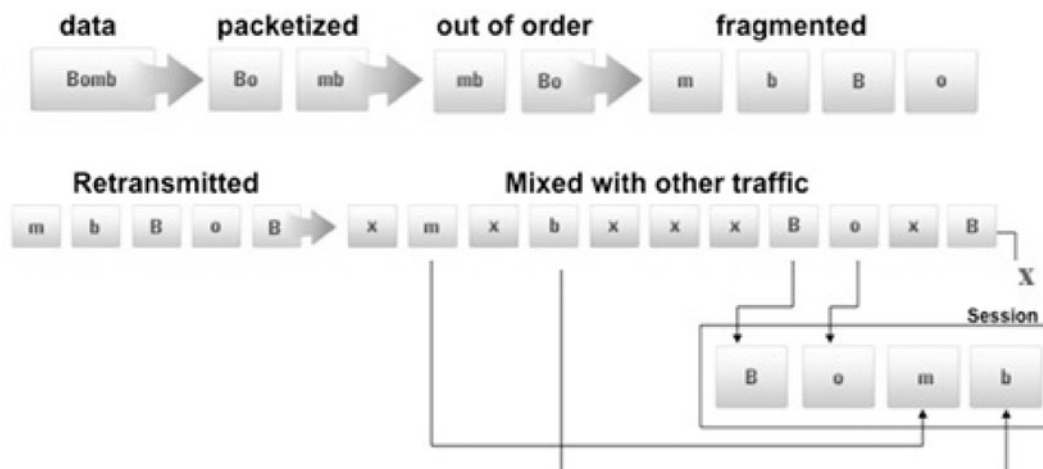 data packetized out of order fragmented
Bomb Bo mb mb Bo m b B o
Retransmitted Mixed with other traffic
m b B o B x m x b x x x B o x B
X
Session
B o m b